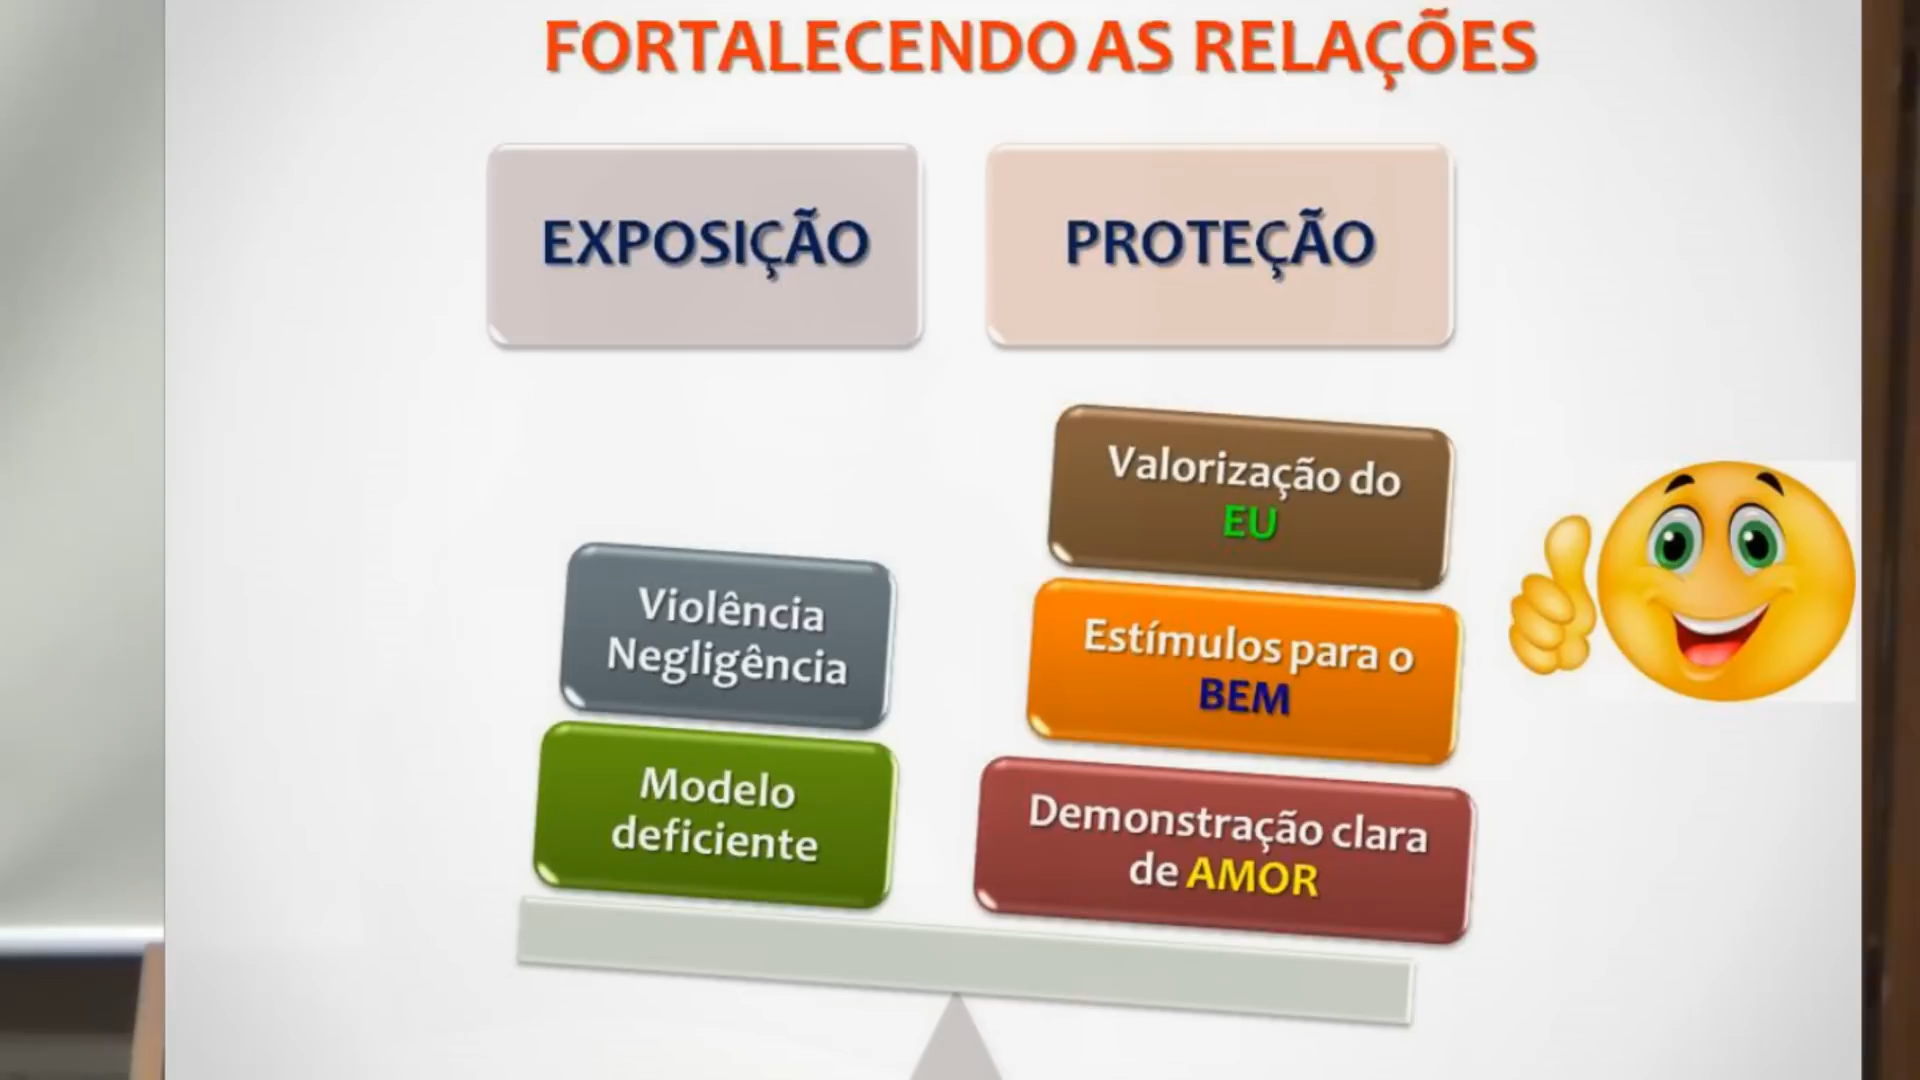 FORTALECENDO AS RELAÇÕES
EXPOSIÇÃO
PROTEÇÃO
Violência
Negligência
Modelo
deficiente
Valorização do
EU
Estímulos para o
BEM
Demonstração clara
de AMOR